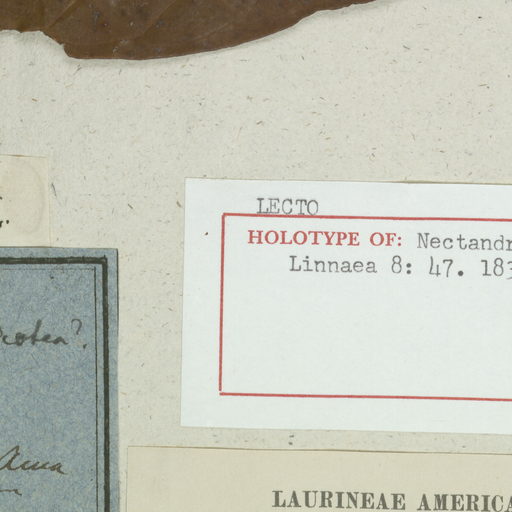 LECTO
HOLOTYPE OF: Nectandr
Linnaea 8: 47. 183
LAURINEAE AMERICA